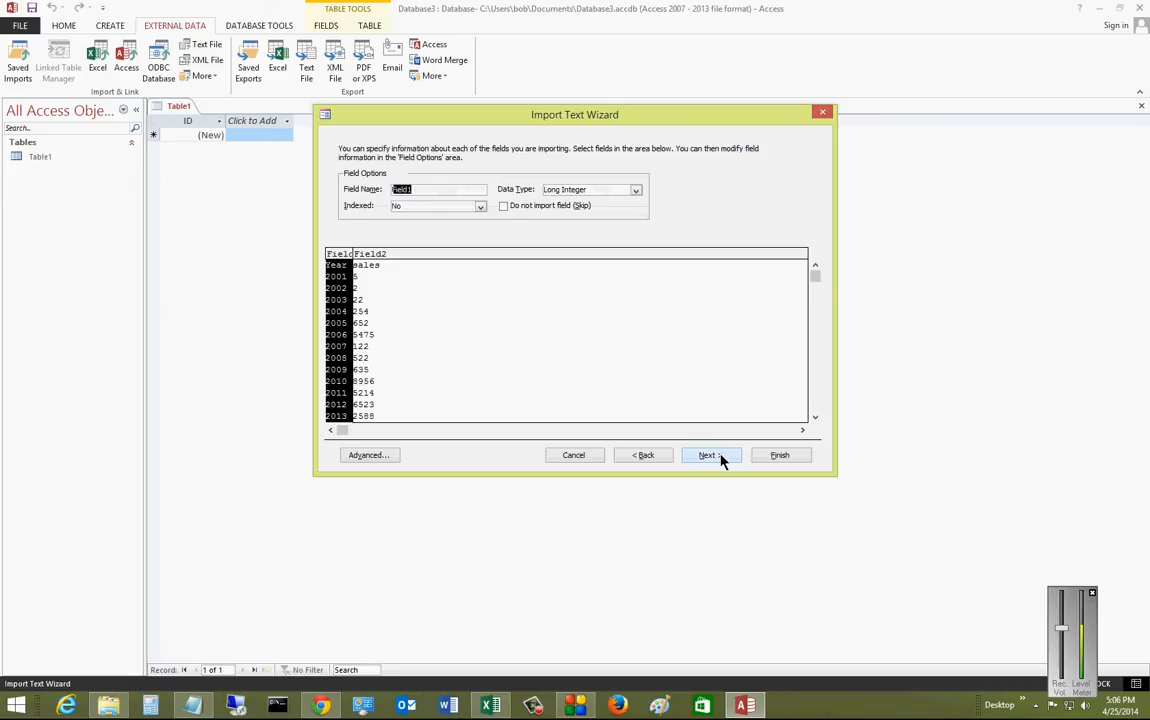 TABLE TOOLS
Database3 : Database- C:\Users\bob\Documents\Database3.accdb (Access 2007 - 2013 file format) - Access
FILE HOME CREATE EXTERNAL DATA DATABASE TOOLS FIELDS TABLE Sign in
Saved Imports
Linked Table Manager
Excel
Access
ODBC Database
Text File
XML File
More
Saved Exports
Excel
Text File
XML File
PDF or XPS
Email
Access
Word Merge
More
Import & Link
Export
All Access Obje...
Search...
Tables
Table1
Table1
ID Click to Add
(New)
Import Text Wizard
You can specify information about each of the fields you are importing. Select fields in the area below. You can then modify field
information in the 'Field Options' area.
Field Options
Field Name: Field1 Data Type: Long Integer
Indexed: No Do not import field (Skip)
Field Field2
Year sales
2001 5
2002 2
2003 22
2004 254
2005 652
2006 5475
2007 122
2008 522
2009 635
2010 8956
2011 5214
2012 6523
2013 2588
Advanced... Cancel < Back Next > Finish
Record: 1 of 1 No Filter Search
Import Text Wizard
Rec. Vol.
Level Meter
OCK
Desktop
5:06 PM
4/25/2014